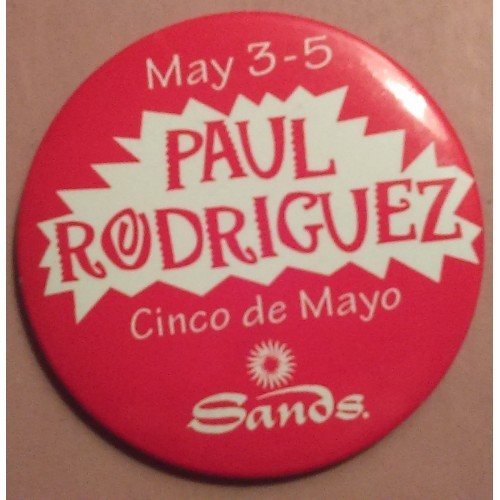 May 3-5
PAUL
RODRIGUEZ
Cinco de Mayo
Sands.